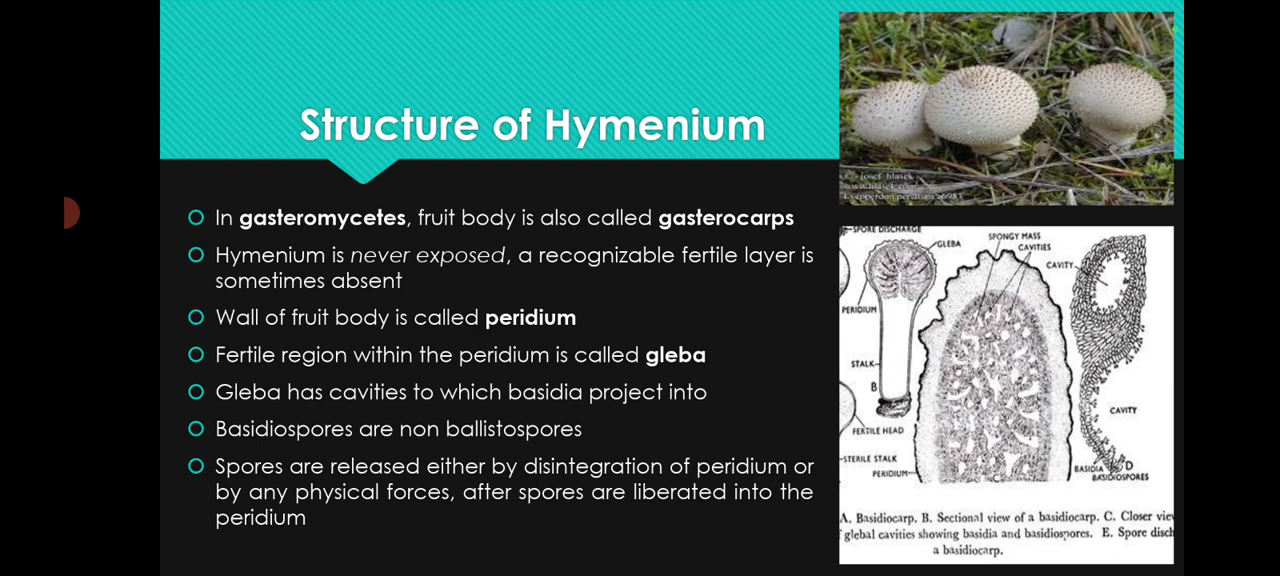 Structure of Hymenium
In gasteromycetes, fruit body is also called gasterocarps
Hymenium is never exposed, a recognizable fertile layer is
sometimes absent
Wall of fruit body is called peridium
Fertile region within the peridium is called gleba
Gleba has cavities to which basidia project into
Basidiospores are non ballistospores
Spores are released either by disintegration of peridium or
by any physical forces, after spores are liberated into the
peridium
josef hlasek
www.hlasek.com
SPORE DISCHARGE
GLEBA
SPONGY MASS
CAVITIES
CAVITY
PERIDIUM
STALK
B
CAVITY
FERTILE HEAD
STERILE STALK
PERIDIUM
C
BASIDIA
D
BASIDIOSPORES
A. Basidiocarp. B. Sectional view of a basidiocarp. C. Closer view
f glebal cavities showing basidia and basidiospores. E. Spore disch
a basidiocarp.